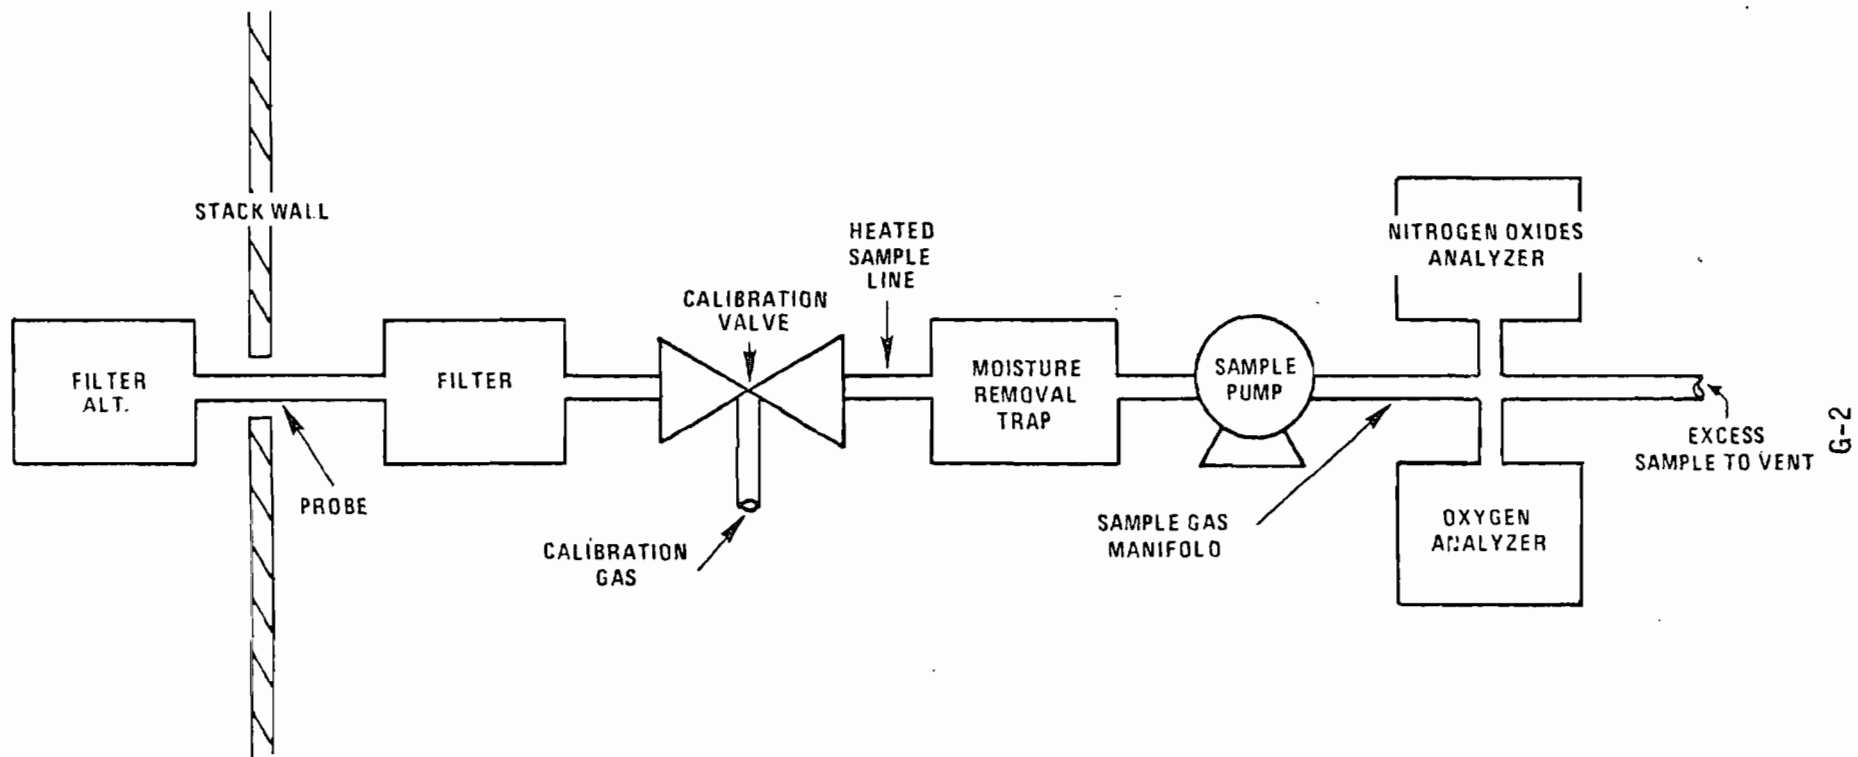 STACK WALL
FILTER
ALT.
PROBE
FILTER
CALIBRATION
VALVE
CALIBRATION
GAS
HEATED
SAMPLE
LINE
MOISTURE
REMOVAL
TRAP
SAMPLE
PUMP
SAMPLE GAS
MANIFOLD
NITROGEN OXIDES
ANALYZER
OXYGEN
ANALYZER
EXCESS
SAMPLE TO VENT
G-2